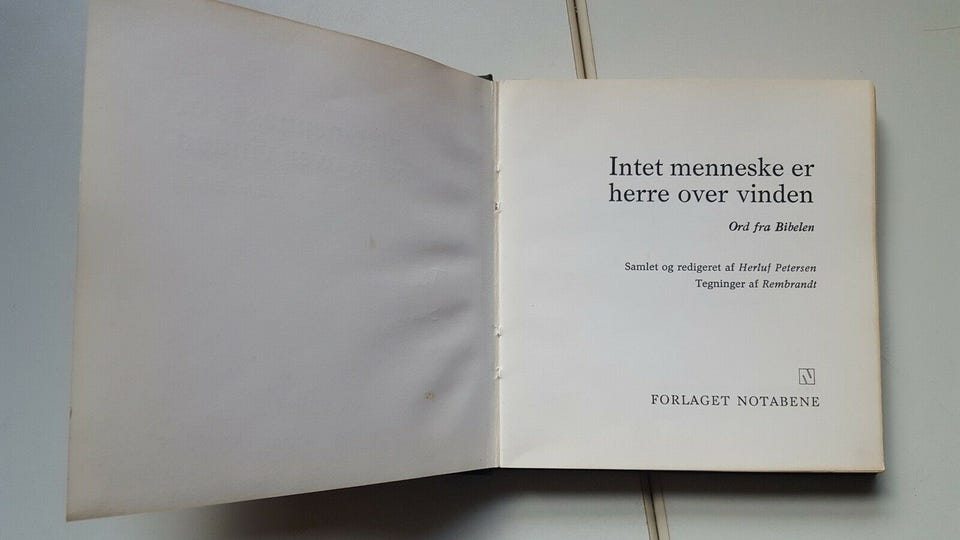 Intet menneske er
herre over vinden
Ord fra Bibelen
Samlet og redigeret af Herluf Petersen
Tegninger af Rembrandt
FORLAGET NOTABENE